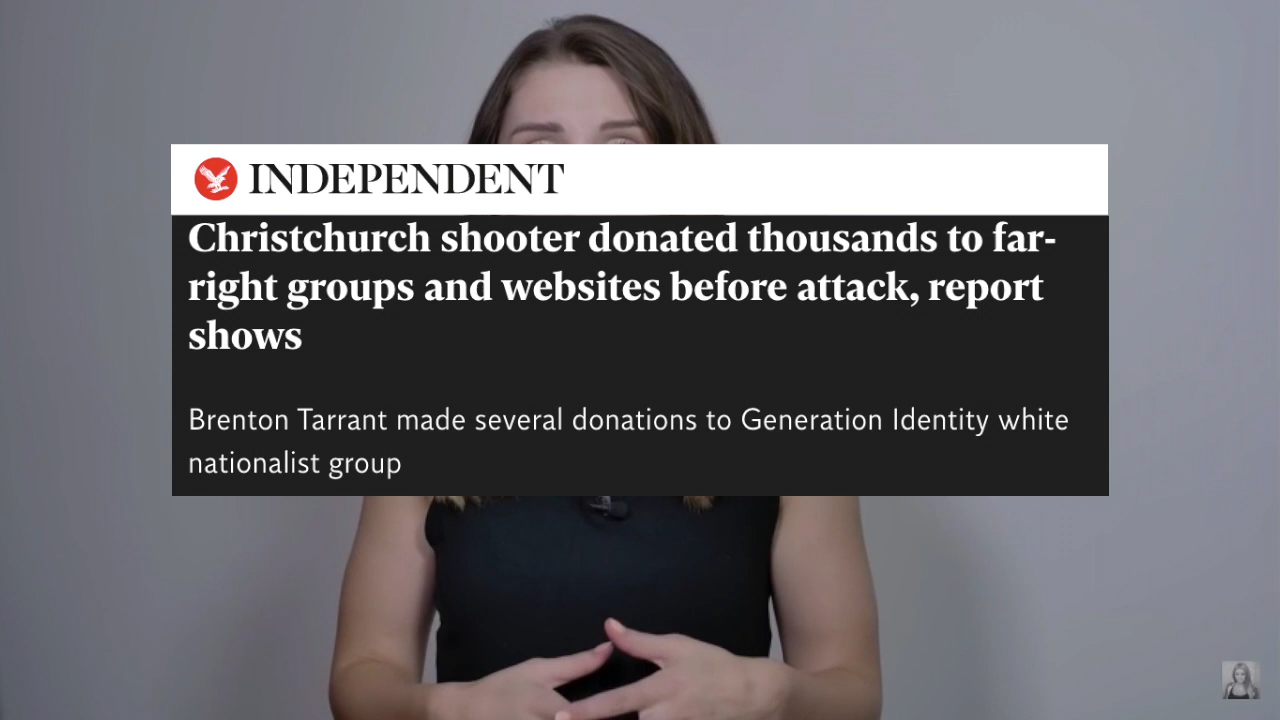 INDEPENDENT
Christchurch shooter donated thousands to far-
right groups and websites before attack, report
shows
Brenton Tarrant made several donations to Generation Identity white
nationalist group